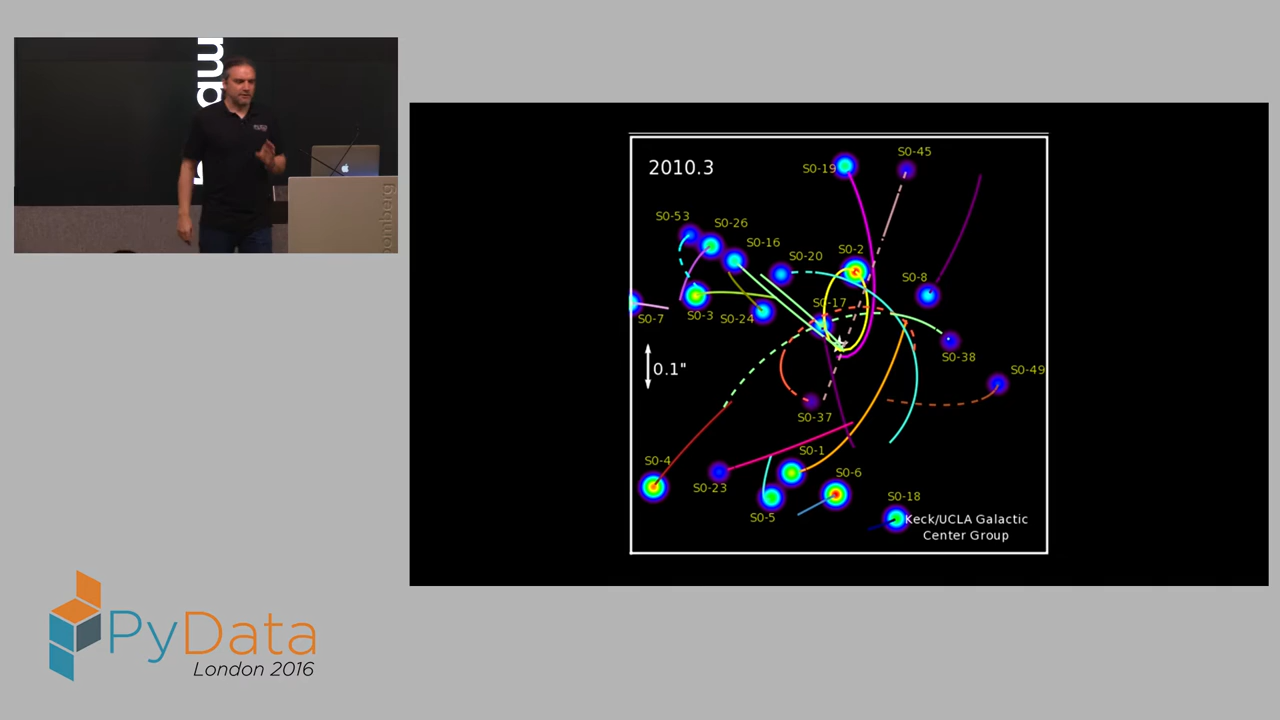 2010.3
S0-19
S0-45
S0-53
S0-26
S0-16
S0-20
S0-2
S0-8
S0-7
S0-3
S0-24
S0-17
S0-38
0.1"
S0-49
S0-37
S0-4
S0-23
S0-1
S0-6
S0-5
S0-18
Keck/UCLA Galactic
Center Group
PyData
London 2016